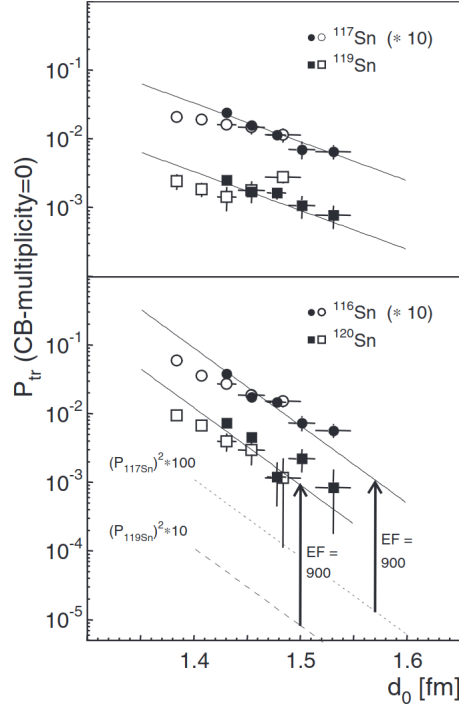 ¹¹⁷Sn (* 10)
¹¹⁹Sn
10⁻¹
10⁻²
10⁻³
P_tr (CB-multiplicity=0)
¹¹⁶Sn (* 10)
¹²⁰Sn
10⁻¹
10⁻²
10⁻³
10⁻⁴
10⁻⁵
(P_117Sn)²*100
(P_119Sn)²*10
EF =
900
EF =
900
1.4
1.5
1.6
d₀ [fm]